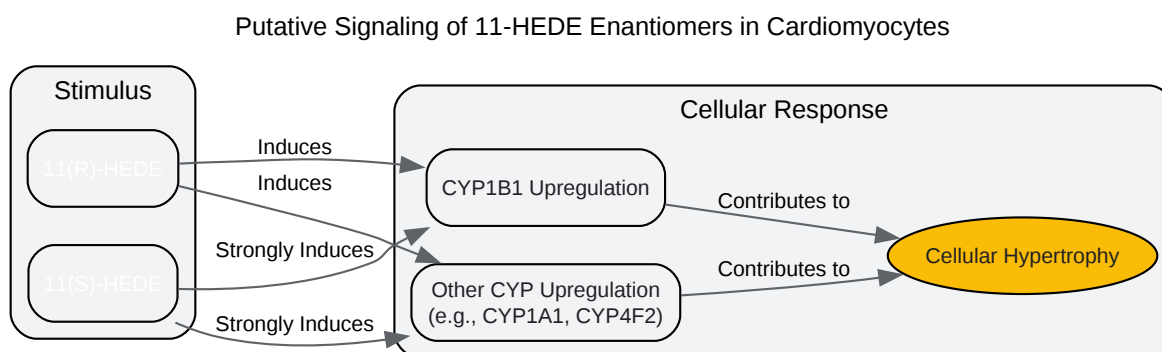 Putative Signaling of 11-HEDE Enantiomers in Cardiomyocytes
Stimulus
11(R)-HEDE
11(S)-HEDE
Induces
Induces
Strongly Induces
Strongly Induces
Cellular Response
CYP1B1 Upregulation
Other CYP Upregulation
(e.g., CYP1A1, CYP4F2)
Contributes to
Contributes to
Cellular Hypertrophy